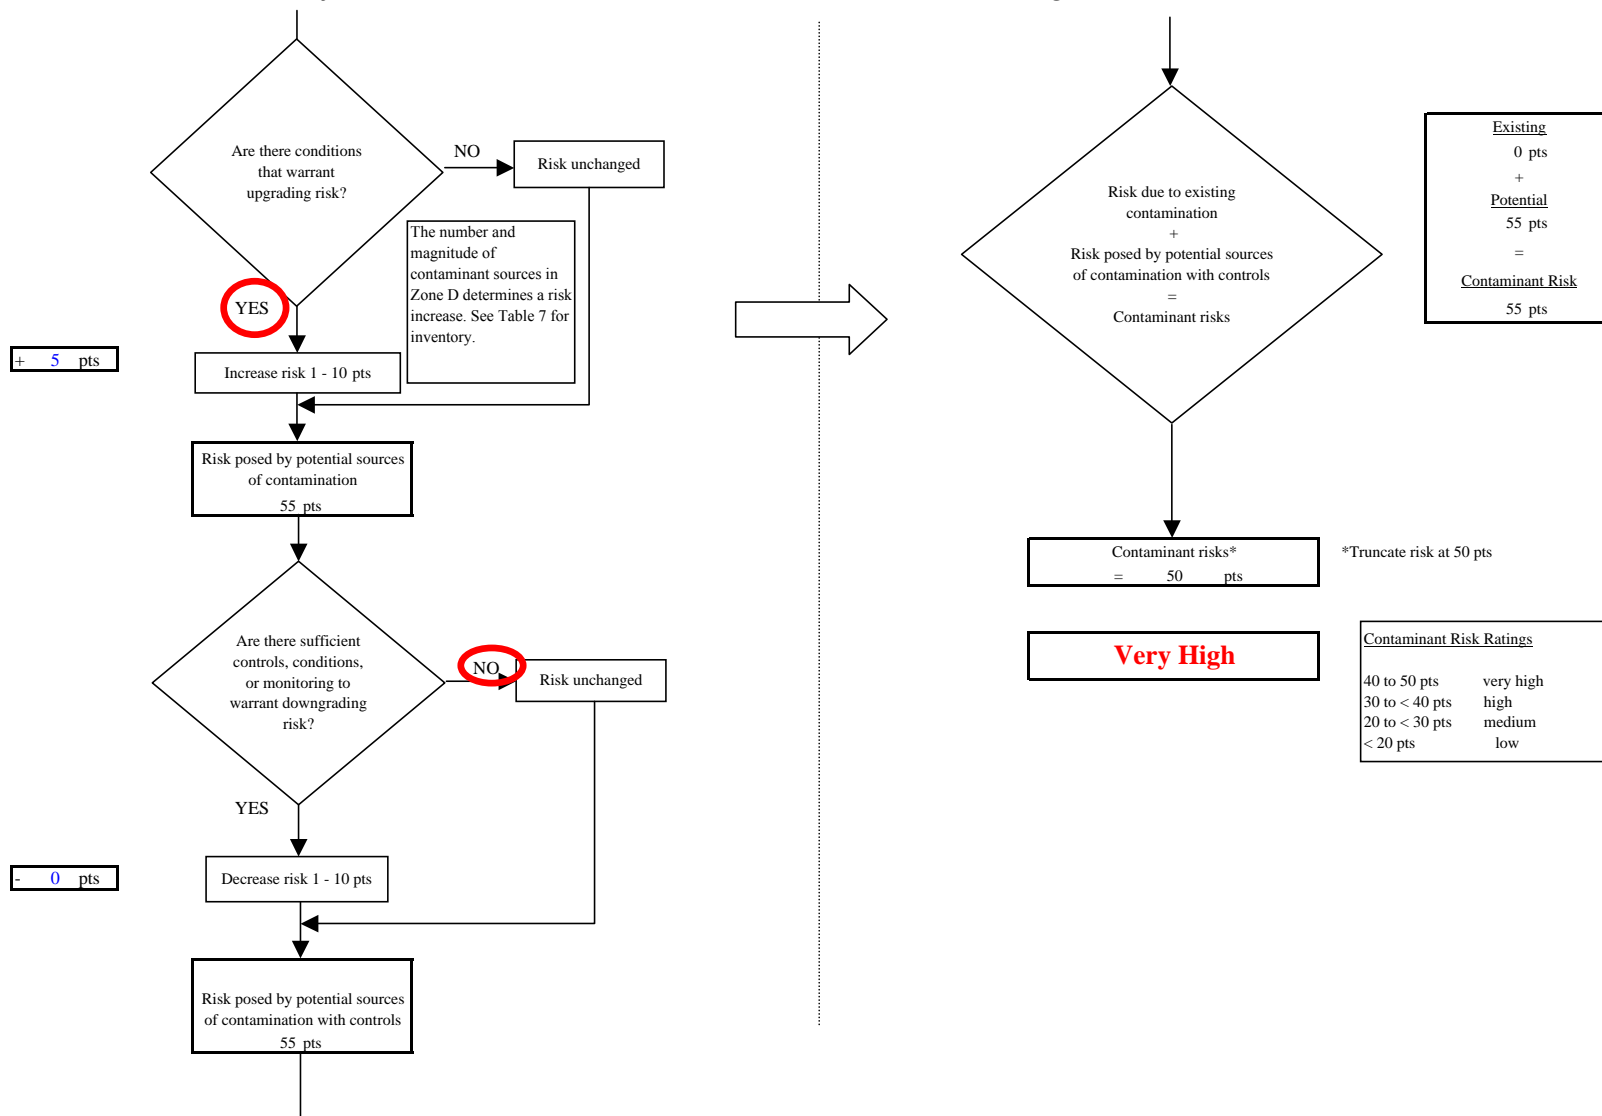 Are there conditions
that warrant
upgrading risk?
NO
Risk unchanged
The number and
magnitude of
contaminant sources in
Zone D determines a risk
increase. See Table 7 for
inventory.
YES
+ 5 pts
Increase risk 1 - 10 pts
Risk posed by potential sources
of contamination
55 pts
Are there sufficient
controls, conditions,
or monitoring to
warrant downgrading
risk?
NO
Risk unchanged
YES
- 0 pts
Decrease risk 1 - 10 pts
Risk posed by potential sources
of contamination with controls
55 pts
Risk due to existing
contamination
+
Risk posed by potential sources
of contamination with controls
=
Contaminant risks
Existing
0 pts
+
Potential
55 pts
=
Contaminant Risk
55 pts
Contaminant risks*
= 50 pts
*Truncate risk at 50 pts
Very High
Contaminant Risk Ratings
40 to 50 pts very high
30 to < 40 pts high
20 to < 30 pts medium
< 20 pts low